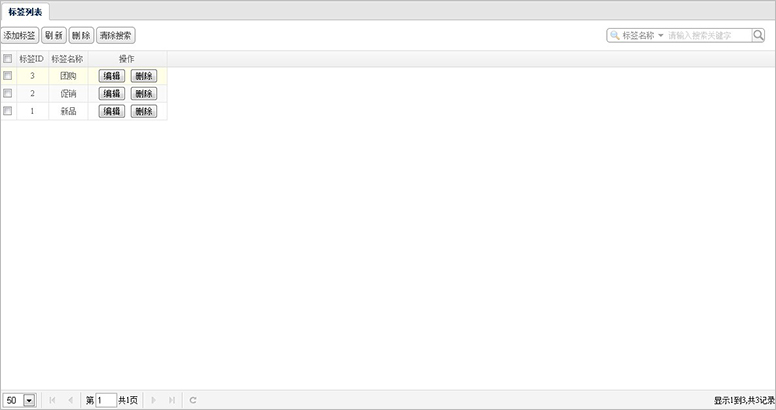 标签列表
添加标签 刷 新 删 除 清除搜索 标签名称 请输入搜索关键字
标签ID 标签名称 操作
3 团购 编辑 删除
2 促销 编辑 删除
1 新品 编辑 删除
50 第 1 共1页 显示1到3,共3记录